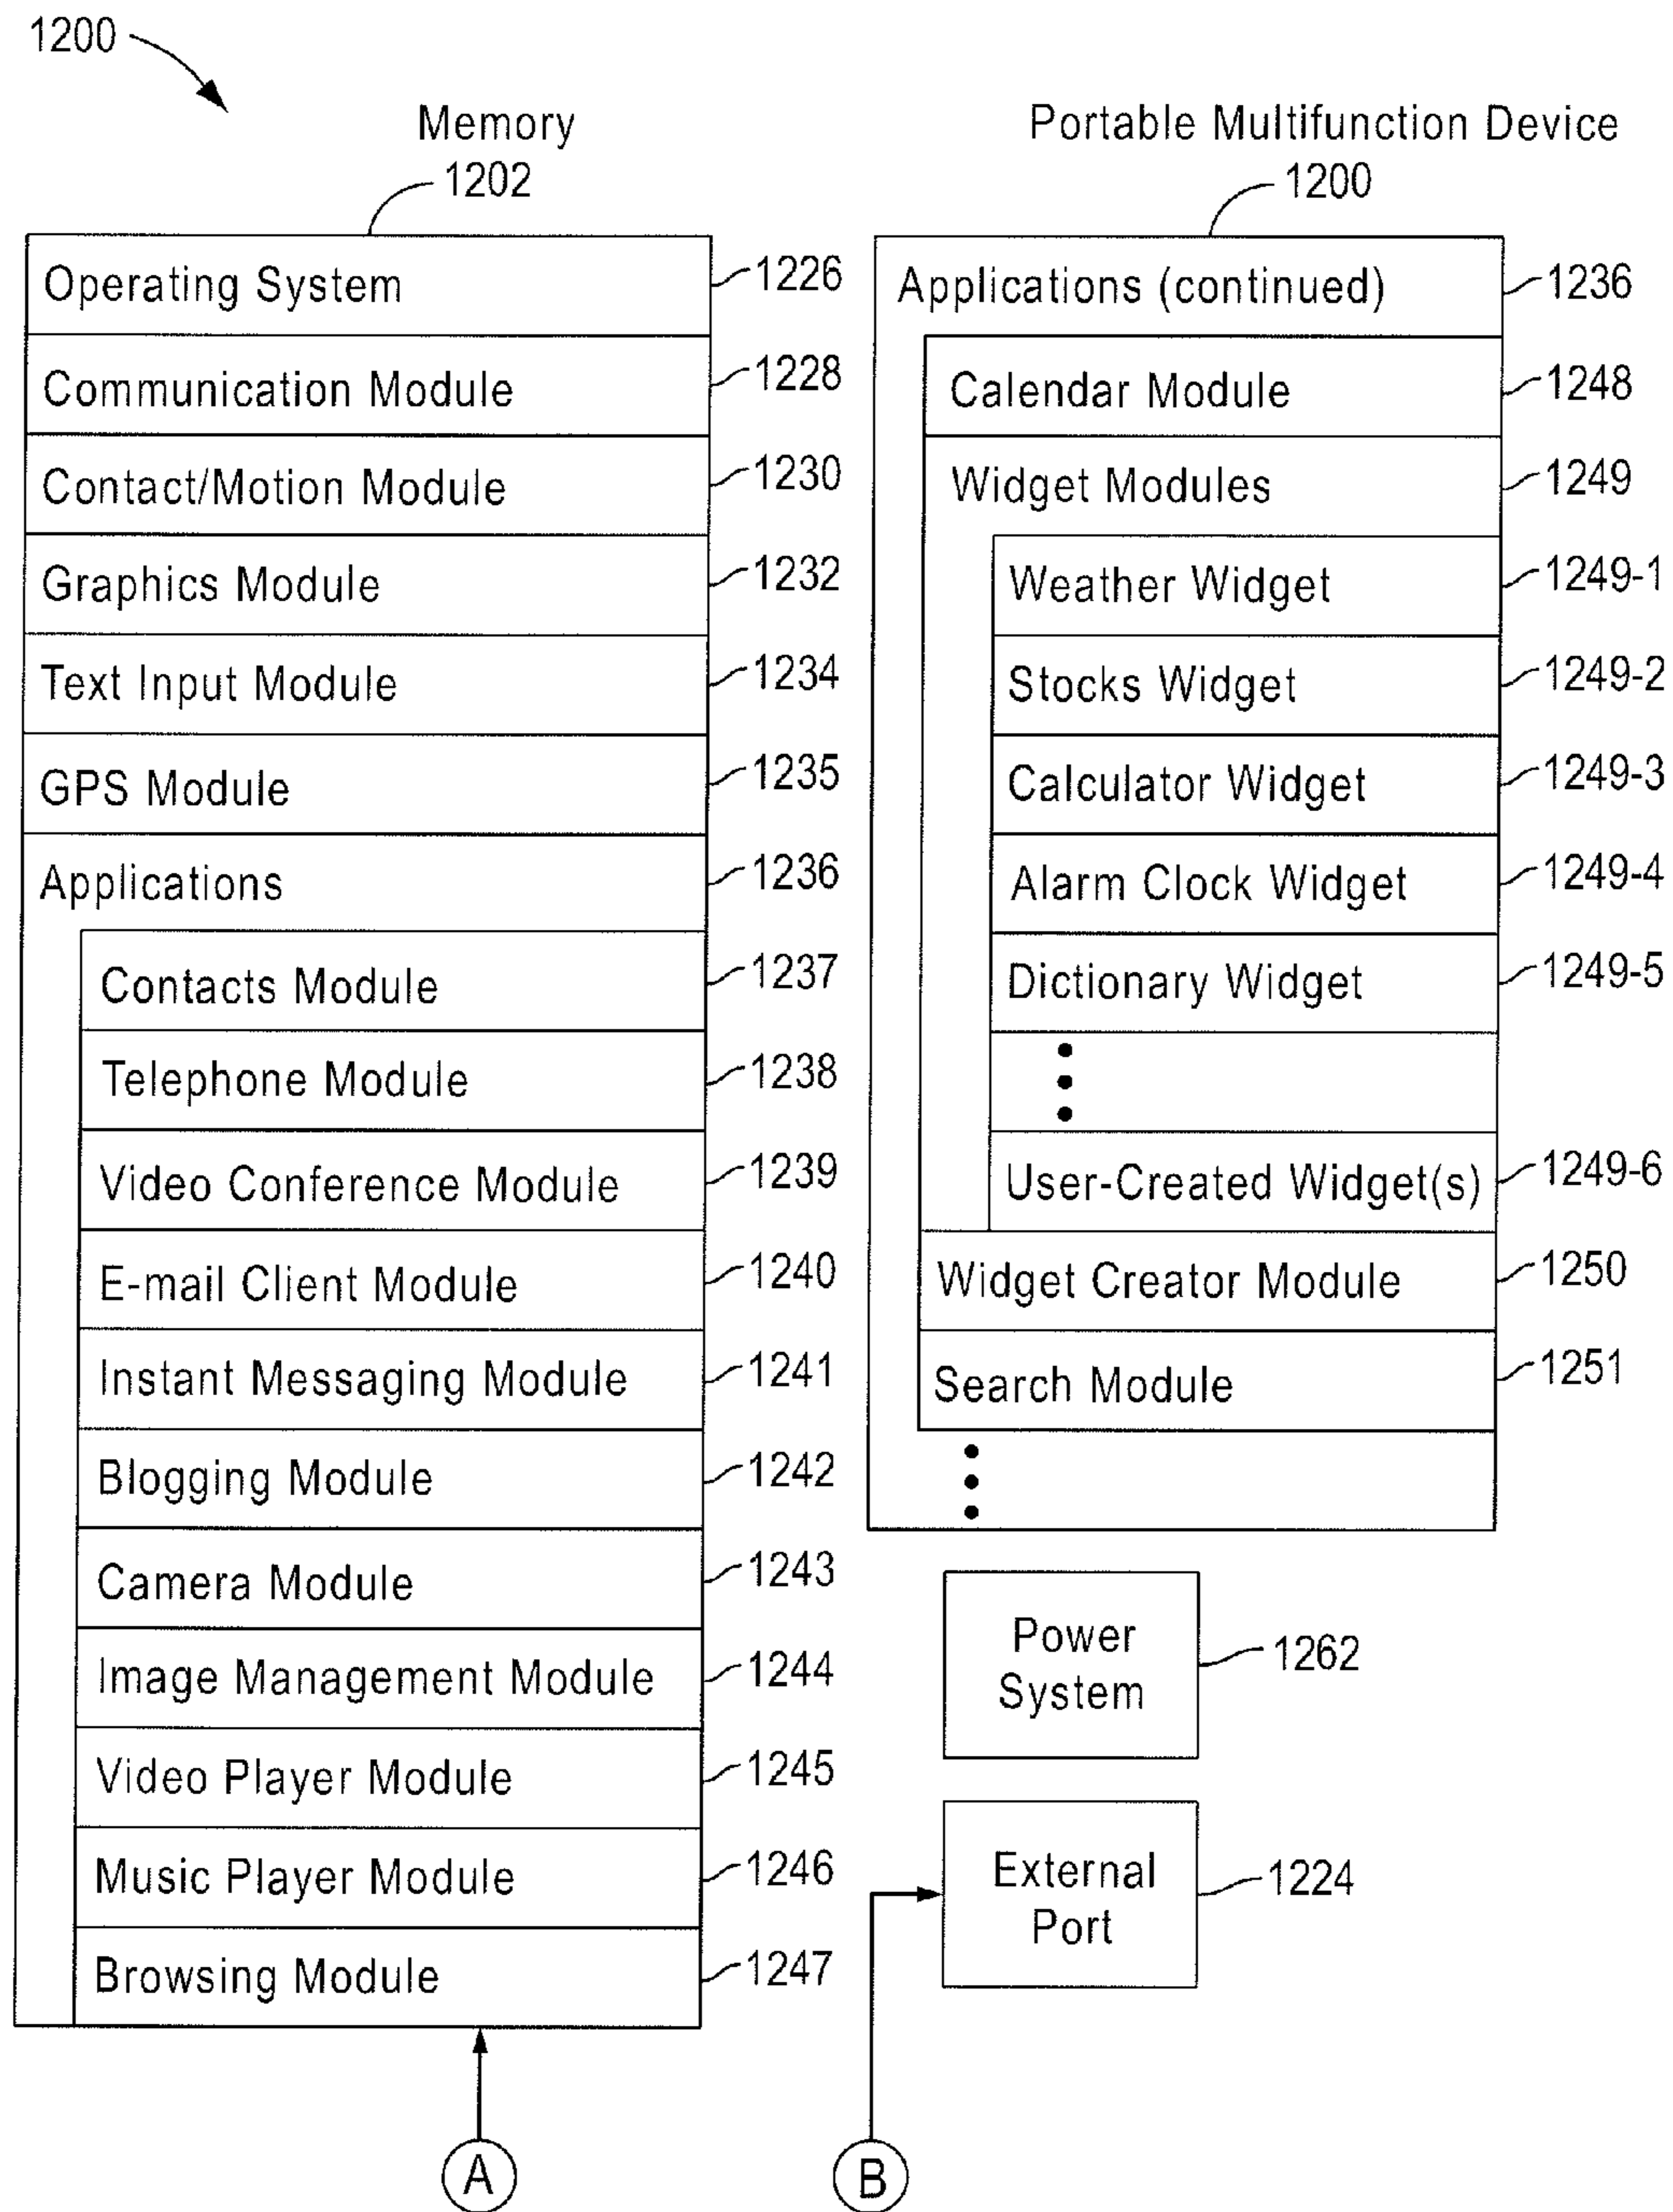 1200
Memory
1202
Operating System 1226
Communication Module 1228
Contact/Motion Module 1230
Graphics Module 1232
Text Input Module 1234
GPS Module 1235
Applications 1236
Contacts Module 1237
Telephone Module 1238
Video Conference Module 1239
E-mail Client Module 1240
Instant Messaging Module 1241
Blogging Module 1242
Camera Module 1243
Image Management Module 1244
Video Player Module 1245
Music Player Module 1246
Browsing Module 1247
A
Portable Multifunction Device
1200
Applications (continued) 1236
Calendar Module 1248
Widget Modules 1249
Weather Widget 1249-1
Stocks Widget 1249-2
Calculator Widget 1249-3
Alarm Clock Widget 1249-4
Dictionary Widget 1249-5
User-Created Widget(s) 1249-6
Widget Creator Module 1250
Search Module 1251
Power
System
1262
External
Port
1224
B